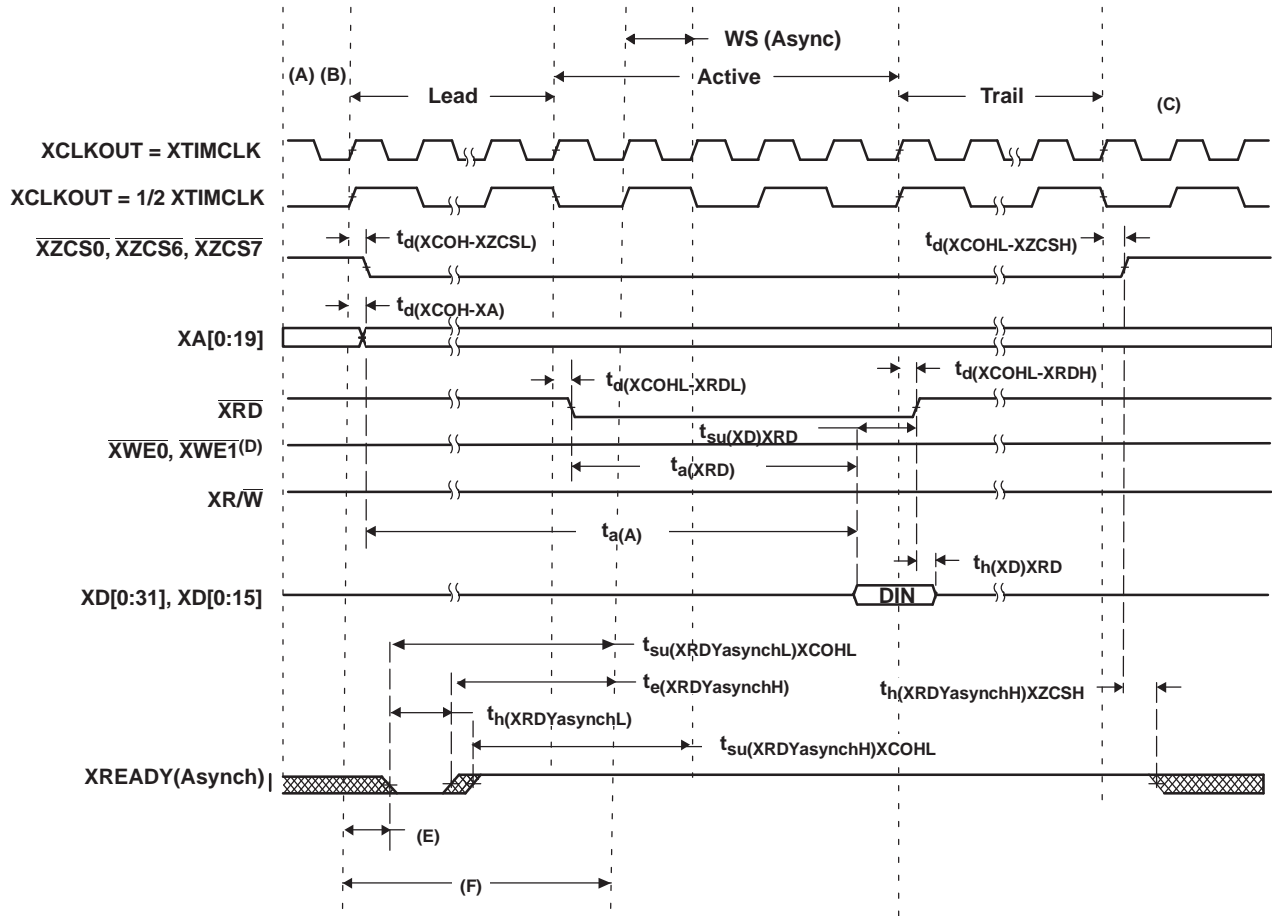 WS (Async)
(A) (B)
Active
Lead
Trail
(C)
XCLKOUT = XTIMCLK
XCLKOUT = 1/2 XTIMCLK
XZCS0, XZCS6, XZCS7
td(XCOH-XZCSL)
td(XCOHL-XZCSH)
td(XCOH-XA)
XA[0:19]
td(XCOHL-XRDL)
td(XCOHL-XRDH)
XRD
tsu(XD)XRD
XWE0, XWE1(D)
ta(XRD)
XR/W
ta(A)
th(XD)XRD
XD[0:31], XD[0:15]
DIN
tsu(XRDYasynchL)XCOHL
te(XRDYasynchH)
th(XRDYasynchH)XZCSH
th(XRDYasynchL)
tsu(XRDYasynchH)XCOHL
XREADY(Asynch)
(E)
(F)